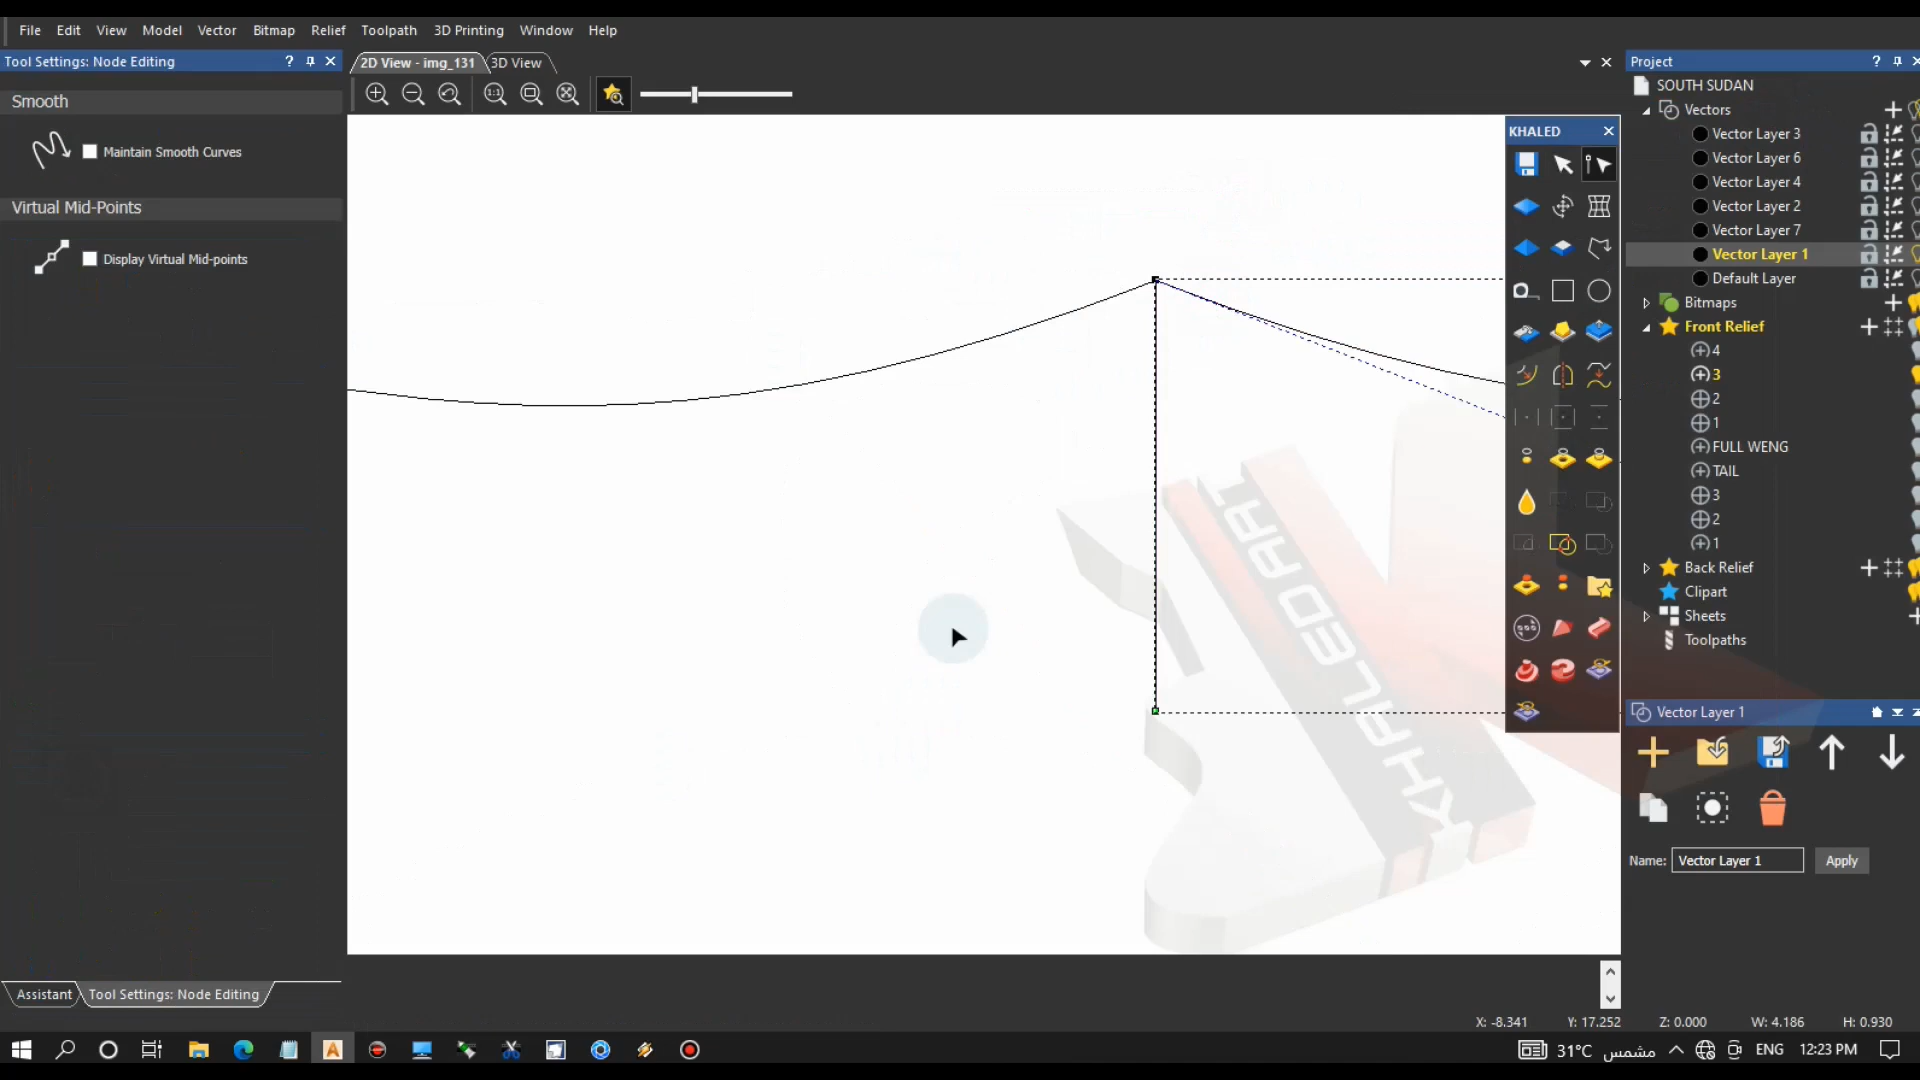 File Edit View Model Vector Bitmap Relief Toolpath 3D Printing Window Help
Tool Settings: Node Editing ?
2D View - img_131
3D View
1:1
Smooth
Maintain Smooth Curves
Virtual Mid-Points
Display Virtual Mid-points
KHALED
KHALEDART
Project ?
SOUTH SUDAN
Vectors
Vector Layer 3
Vector Layer 6
Vector Layer 4
Vector Layer 2
Vector Layer 7
Vector Layer 1
Default Layer
Bitmaps
Front Relief
4
3
2
1
FULL WENG
TAIL
3
2
1
Back Relief
Clipart
Sheets
Toolpaths
Vector Layer 1
Name: Vector Layer 1 Apply
Assistant
Tool Settings: Node Editing
X: -8.341 Y: 17.252 Z: 0.000 W: 4.186 H: 0.930
31°C مشمس ENG 12:23 PM